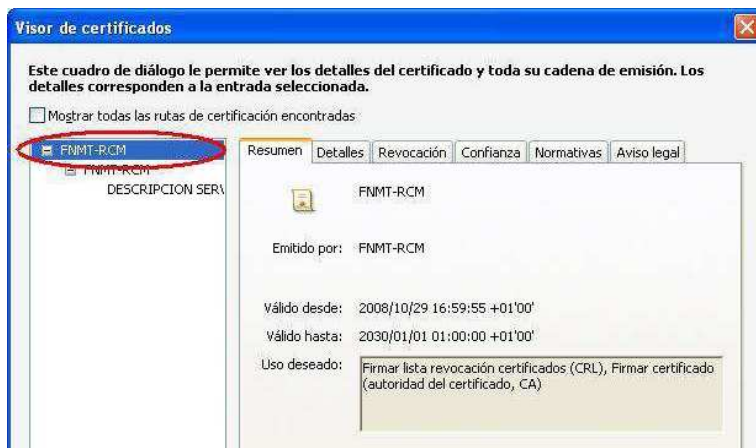 Visor de certificados
Este cuadro de diálogo le permite ver los detalles del certificado y toda su cadena de emisión. Los
detalles corresponden a la entrada seleccionada.
Mostrar todas las rutas de certificación encontradas
FNMT-RCM
FNMT-RCM
DESCRIPCION SER
Resumen Detalles Revocación Confianza Normativas Aviso legal
FNMT-RCM
Emitido por: FNMT-RCM
Válido desde: 2008/10/29 16:59:55 +01'00'
Válido hasta: 2030/01/01 01:00:00 +01'00'
Uso deseado: Firmar lista revocación certificados (CRL), Firmar certificado
(autoridad del certificado, CA)